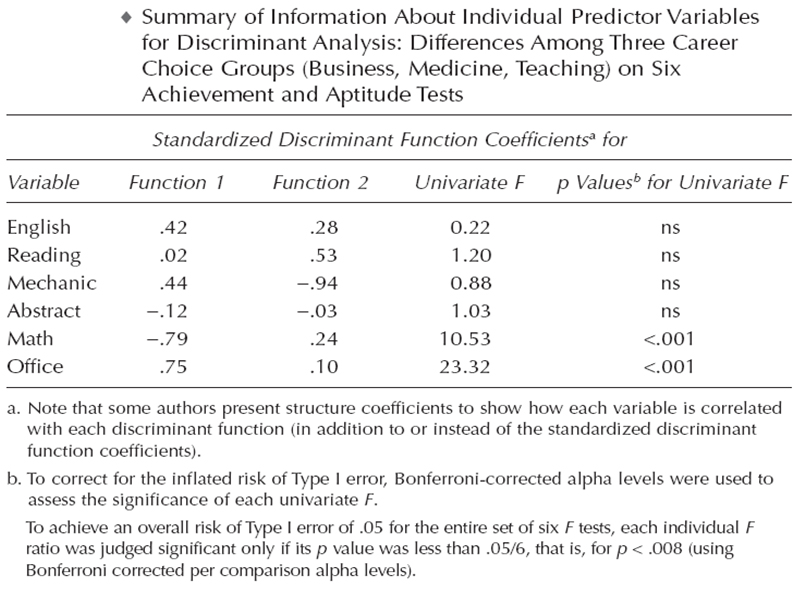 ♦ Summary of Information About Individual Predictor Variables
for Discriminant Analysis: Differences Among Three Career
Choice Groups (Business, Medicine, Teaching) on Six
Achievement and Aptitude Tests
Standardized Discriminant Function Coefficientsᵃ for
Variable Function 1 Function 2 Univariate F p Valuesᵇ for Univariate F
English .42 .28 0.22 ns
Reading .02 .53 1.20 ns
Mechanic .44 −.94 0.88 ns
Abstract −.12 −.03 1.03 ns
Math −.79 .24 10.53 <.001
Office .75 .10 23.32 <.001
a. Note that some authors present structure coefficients to show how each variable is correlated
with each discriminant function (in addition to or instead of the standardized discriminant
function coefficients).
b. To correct for the inflated risk of Type I error, Bonferroni-corrected alpha levels were used to
assess the significance of each univariate F.
To achieve an overall risk of Type I error of .05 for the entire set of six F tests, each individual F
ratio was judged significant only if its p value was less than .05/6, that is, for p < .008 (using
Bonferroni corrected per comparison alpha levels).